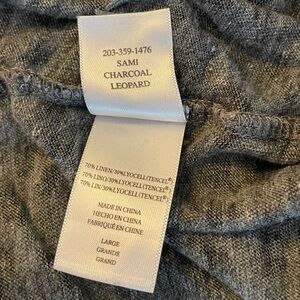 203-359-1476
SAMI
CHARCOAL
LEOPARD
70% LINEN/30% LYOCELL(TENCEL®)
70% LINO/30% LYOCELL(TENCEL®)
70% LIN/30% LYOCELL(TENCEL®)
MADE IN CHINA
HECHO EN CHINA
FABRIQUÉ EN CHINE
LARGE
GRANDE
GRAND